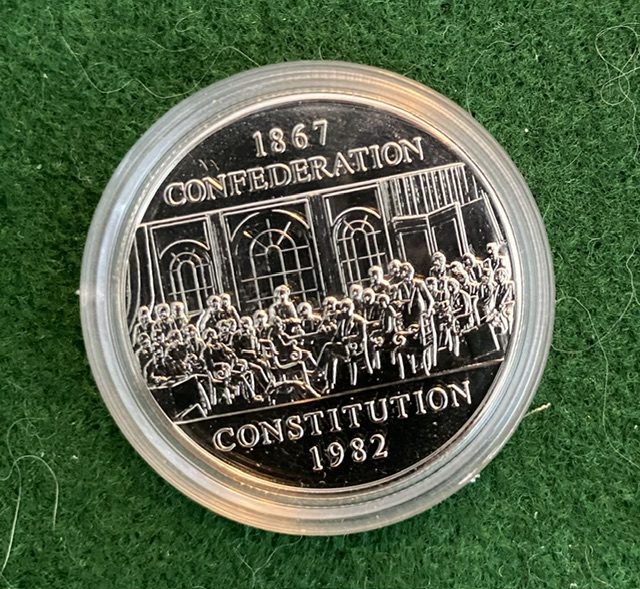 1867
CONFEDERATION
CONSTITUTION
1982